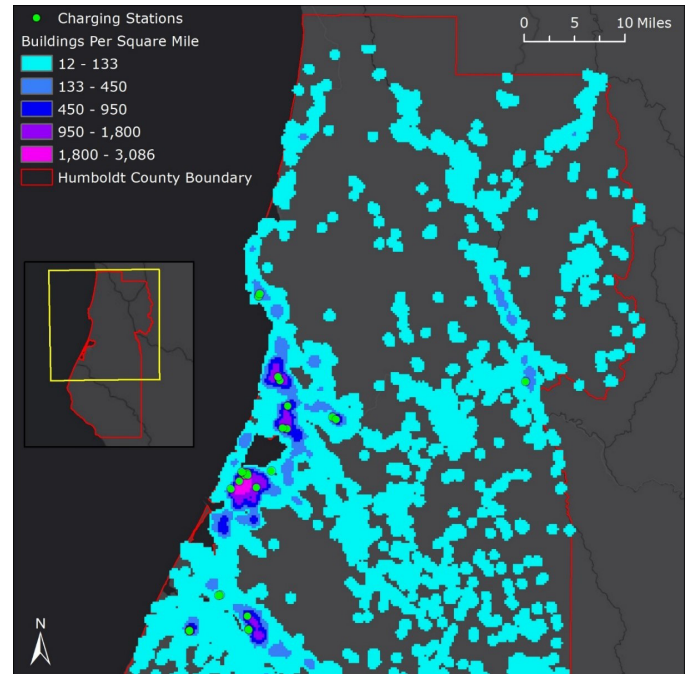 Charging Stations
Buildings Per Square Mile
12 - 133
133 - 450
450 - 950
950 - 1,800
1,800 - 3,086
Humboldt County Boundary
0 5 10 Miles
N